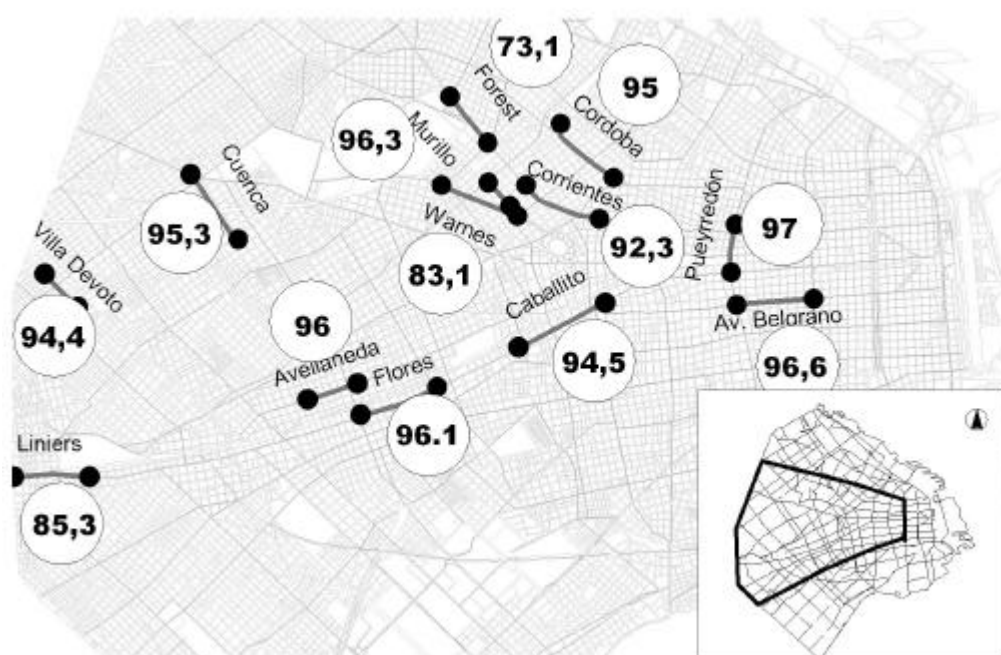 73,1
Forest
95
Cordoba
96,3
Murillo
Cuenca
95,3
Corrientes
Warnes
92,3
Pueyrredón
97
Villa Devoto
94,4
83,1
Caballito
94,5
Av. Belgrano
96,6
96
Avellaneda
Flores
96.1
Liniers
85,3